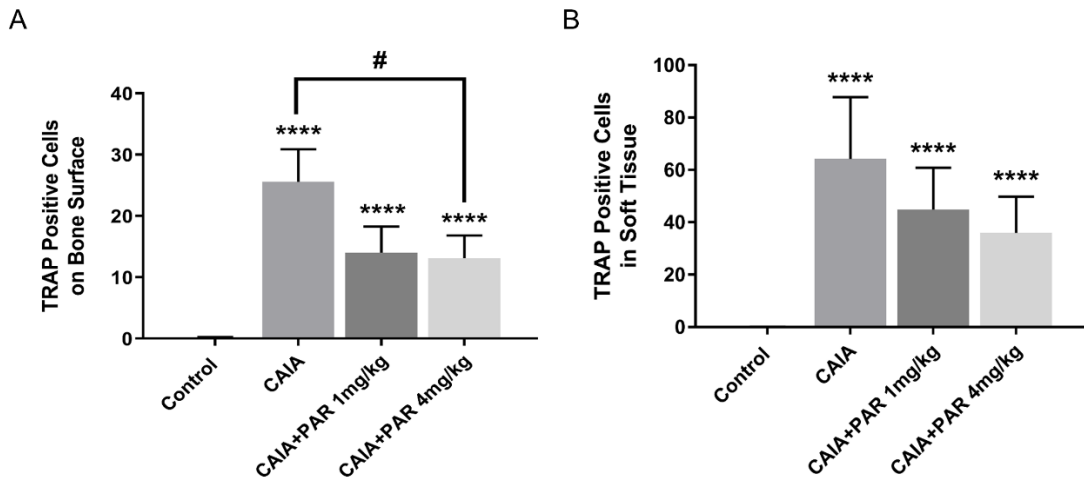 A
TRAP Positive Cells
on Bone Surface
40
30
20
10
0
#
****
****
****
Control
CAIA
CAIA+PAR 1mg/kg
CAIA+PAR 4mg/kg
B
TRAP Positive Cells
in Soft Tissue
100
80
60
40
20
0
****
****
****
Control
CAIA
CAIA+PAR 1mg/kg
CAIA+PAR 4mg/kg